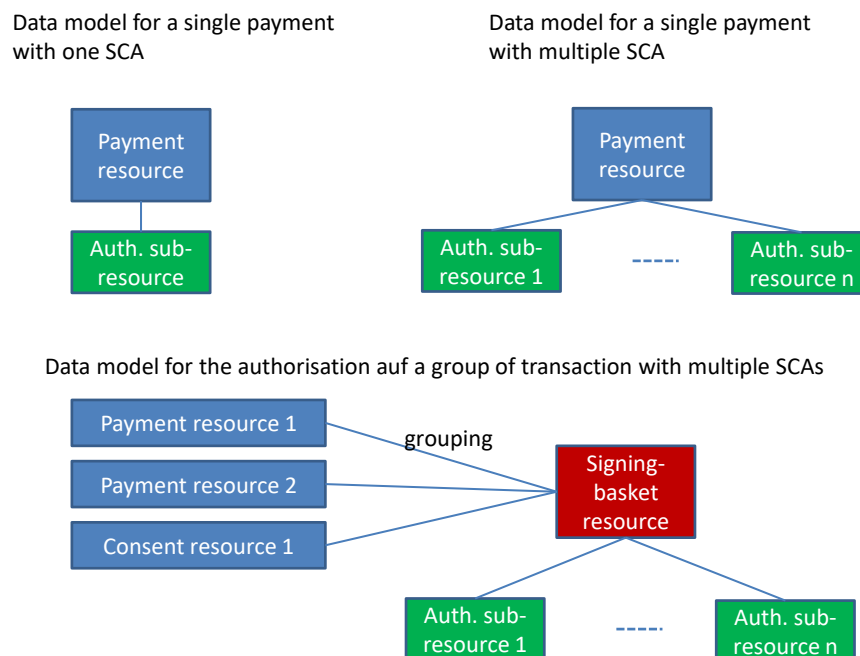 Data model for a single payment
with one SCA
Data model for a single payment
with multiple SCA
Payment
resource
Auth. sub-
resource
Payment
resource
Auth. sub-
resource 1
Auth. sub-
resource n
Data model for the authorisation auf a group of transaction with multiple SCAs
Payment resource 1
grouping
Payment resource 2
Consent resource 1
Signing-
basket
resource
Auth. sub-
resource 1
Auth. sub-
resource n